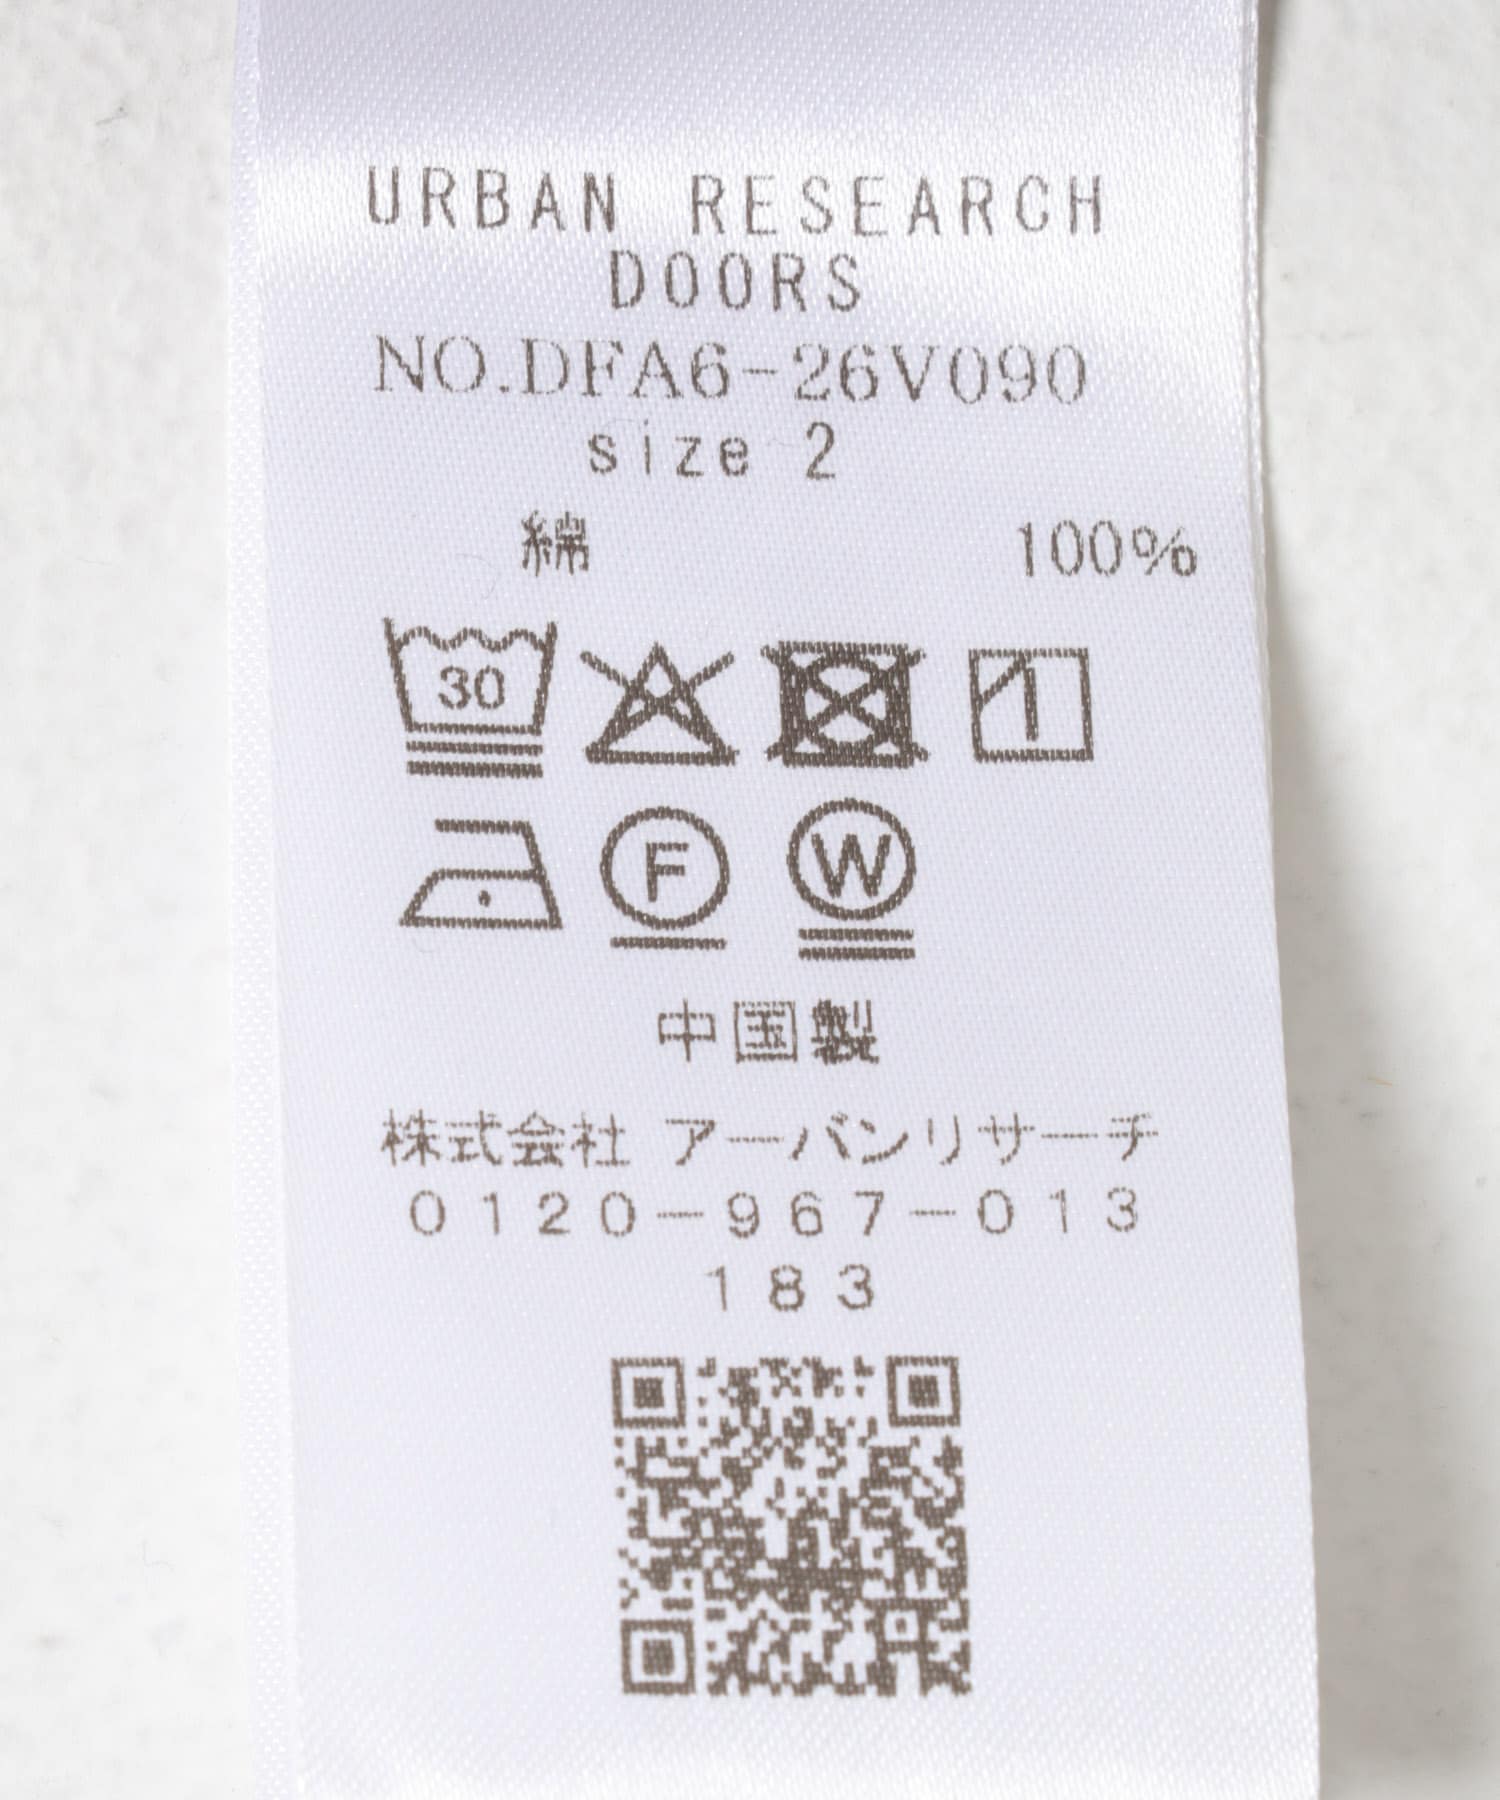 URBAN RESEARCH
DOORS
NO.DFA6-26V090
size 2
綿 100%
30
F W
中国製
株式会社 アーバンリサーチ
0120-967-013
183